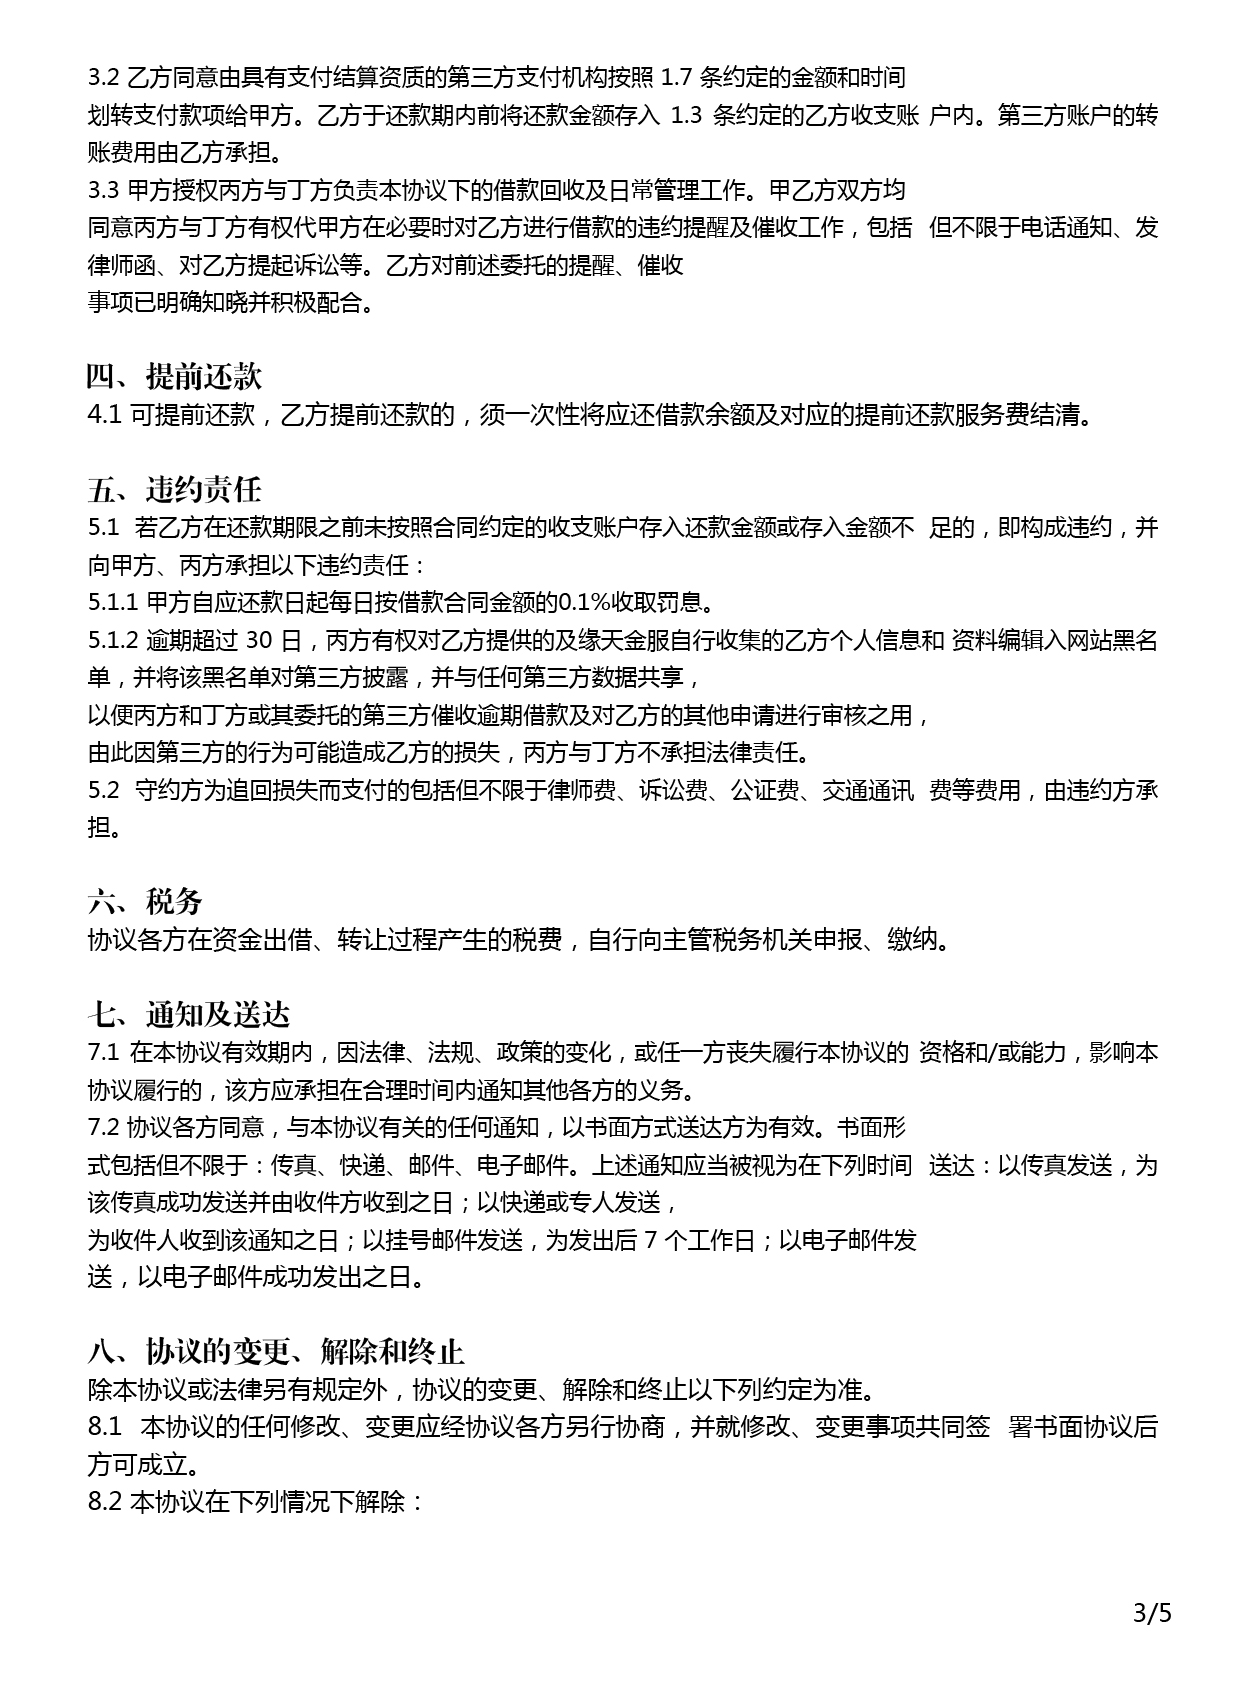 3.2 乙方同意由具有支付结算资质的第三方支付机构按照 1.7 条约定的金额和时间
划转支付款项给甲方。乙方于还款期内前将还款金额存入 1.3 条约定的乙方收支账 户内。第三方账户的转
账费用由乙方承担。
3.3 甲方授权丙方与丁方负责本协议下的借款回收及日常管理工作。甲乙方双方均
同意丙方与丁方有权代甲方在必要时对乙方进行借款的违约提醒及催收工作，包括 但不限于电话通知、发
律师函、对乙方提起诉讼等。乙方对前述委托的提醒、催收
事项已明确知晓并积极配合。
四、提前还款
4.1 可提前还款，乙方提前还款的，须一次性将应还借款余额及对应的提前还款服务费结清。
五、违约责任
5.1 若乙方在还款期限之前未按照合同约定的收支账户存入还款金额或存入金额不 足的，即构成违约，并
向甲方、丙方承担以下违约责任：
5.1.1 甲方自应还款日起每日按借款合同金额的0.1%收取罚息。
5.1.2 逾期超过 30 日，丙方有权对乙方提供的及缘天金服自行收集的乙方个人信息和 资料编辑入网站黑名
单，并将该黑名单对第三方披露，并与任何第三方数据共享，
以便丙方和丁方或其委托的第三方催收逾期借款及对乙方的其他申请进行审核之用，
由此因第三方的行为可能造成乙方的损失，丙方与丁方不承担法律责任。
5.2 守约方为追回损失而支付的包括但不限于律师费、诉讼费、公证费、交通通讯 费等费用，由违约方承
担。
六、税务
协议各方在资金出借、转让过程产生的税费，自行向主管税务机关申报、缴纳。
七、通知及送达
7.1 在本协议有效期内，因法律、法规、政策的变化，或任一方丧失履行本协议的 资格和/或能力，影响本
协议履行的，该方应承担在合理时间内通知其他各方的义务。
7.2 协议各方同意，与本协议有关的任何通知，以书面方式送达方为有效。书面形
式包括但不限于：传真、快递、邮件、电子邮件。上述通知应当被视为在下列时间 送达：以传真发送，为
该传真成功发送并由收件方收到之日；以快递或专人发送，
为收件人收到该通知之日；以挂号邮件发送，为发出后 7 个工作日；以电子邮件发
送，以电子邮件成功发出之日。
八、协议的变更、解除和终止
除本协议或法律另有规定外，协议的变更、解除和终止以下列约定为准。
8.1 本协议的任何修改、变更应经协议各方另行协商，并就修改、变更事项共同签 署书面协议后
方可成立。
8.2 本协议在下列情况下解除：
3/5